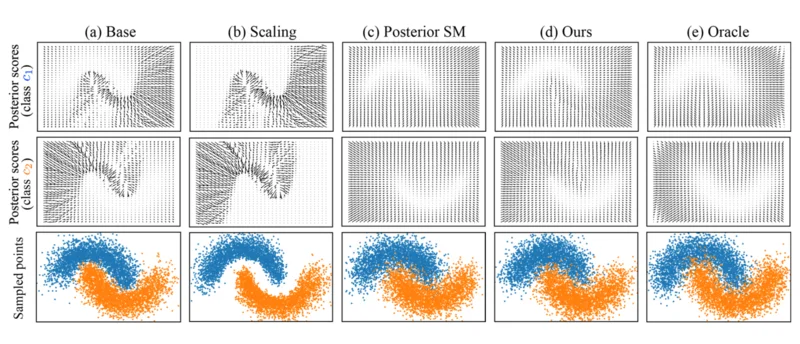 (a) Base (b) Scaling (c) Posterior SM (d) Ours (e) Oracle
Posterior scores
(class c₁)
Posterior scores
(class c₂)
Sampled points